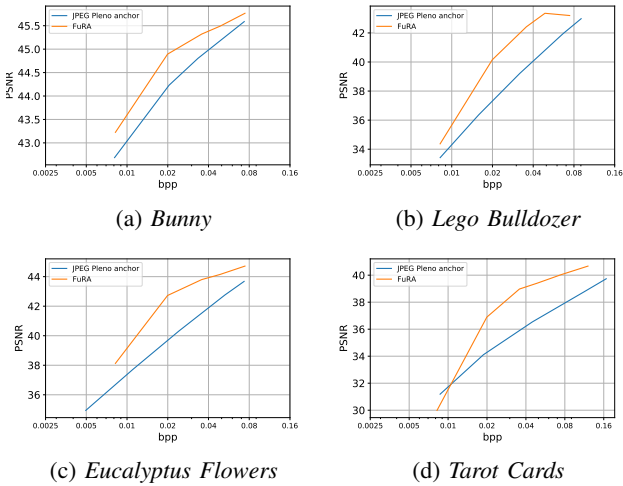 45.5
45.0
44.5
44.0
43.5
43.0
PSNR
JPEG Pleno anchor
FuRA
0.0025 0.005 0.01 0.02 0.04 0.08 0.16
bpp
(a) Bunny
42
40
38
36
34
PSNR
JPEG Pleno anchor
FuRA
0.0025 0.005 0.01 0.02 0.04 0.08 0.16
bpp
(b) Lego Bulldozer
44
42
40
38
36
PSNR
JPEG Pleno anchor
FuRA
0.0025 0.005 0.01 0.02 0.04 0.08 0.16
bpp
(c) Eucalyptus Flowers
40
38
36
34
32
30
PSNR
JPEG Pleno anchor
FuRA
0.0025 0.005 0.01 0.02 0.04 0.08 0.16
bpp
(d) Tarot Cards